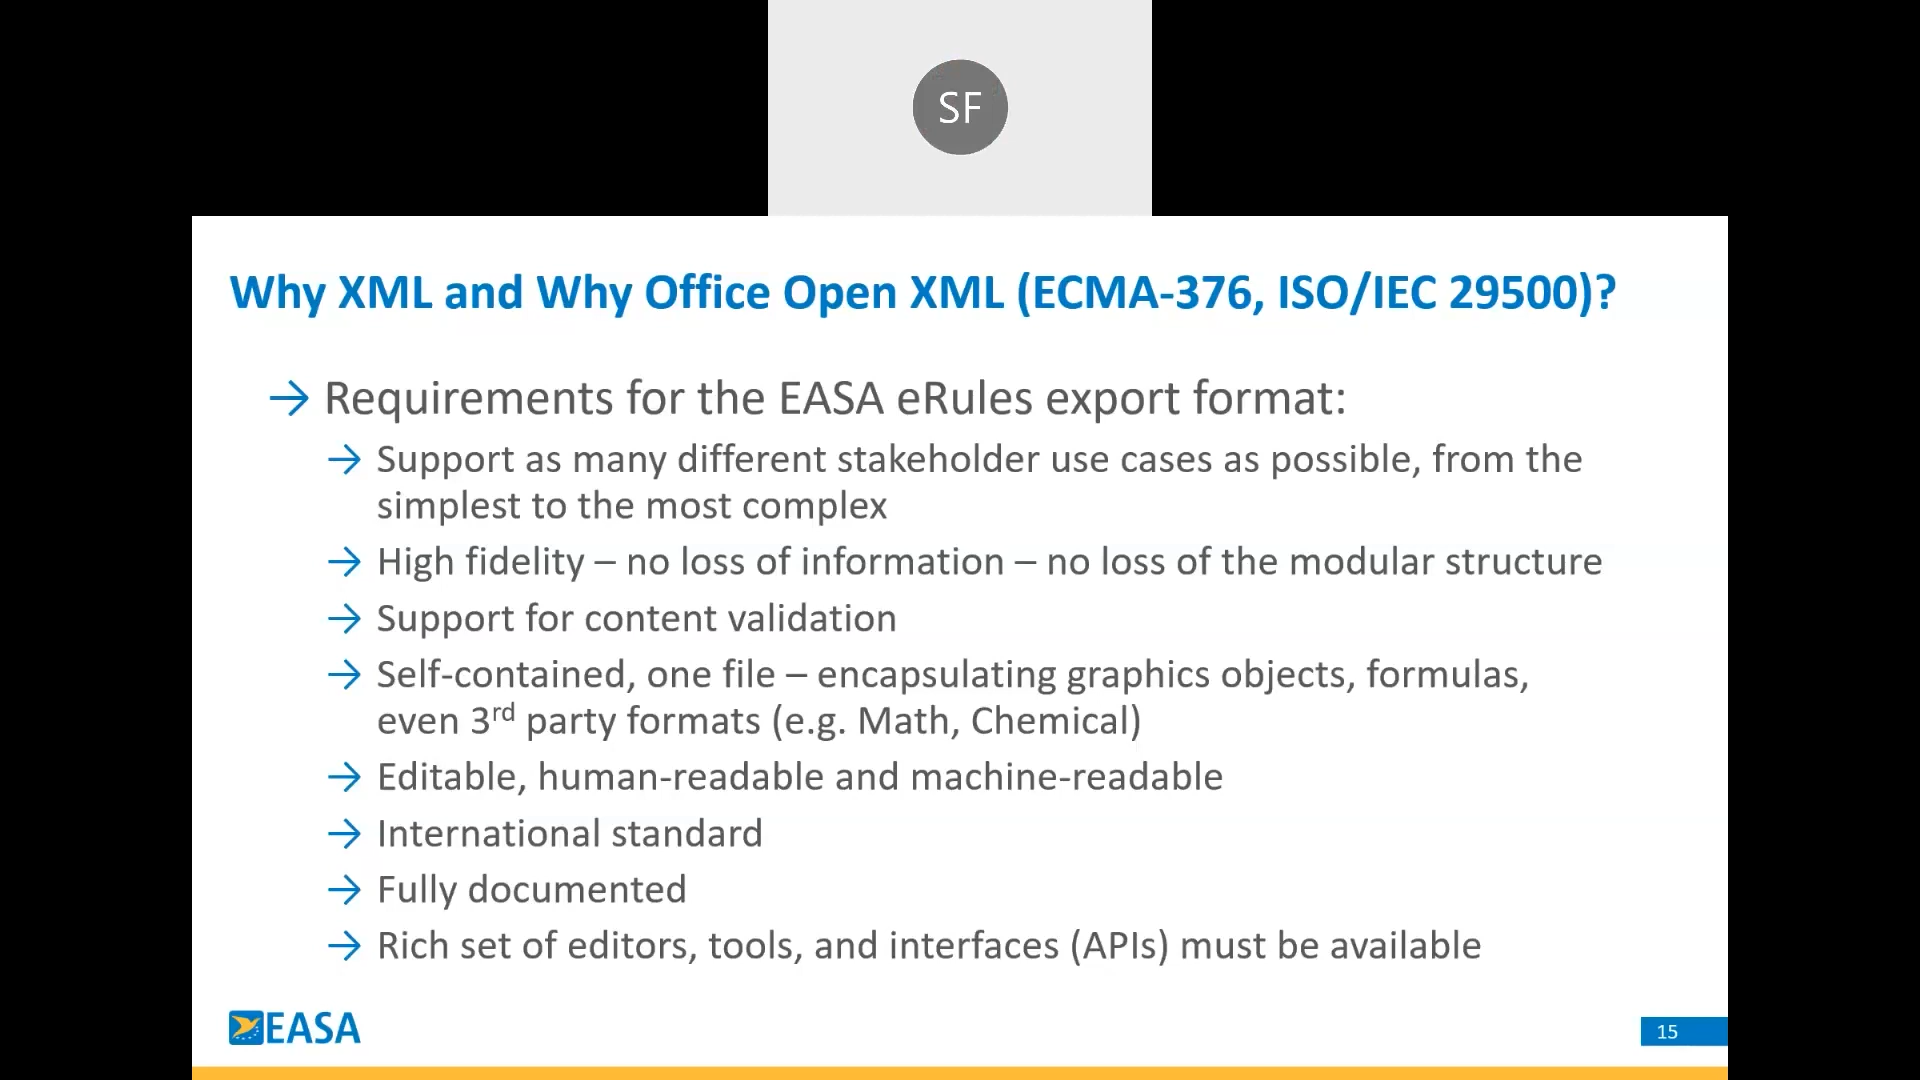 SF
Why XML and Why Office Open XML (ECMA-376, ISO/IEC 29500)?
→ Requirements for the EASA eRules export format:
→ Support as many different stakeholder use cases as possible, from the
simplest to the most complex
→ High fidelity – no loss of information – no loss of the modular structure
→ Support for content validation
→ Self-contained, one file – encapsulating graphics objects, formulas,
even 3rd party formats (e.g. Math, Chemical)
→ Editable, human-readable and machine-readable
→ International standard
→ Fully documented
→ Rich set of editors, tools, and interfaces (APIs) must be available
EASA
15